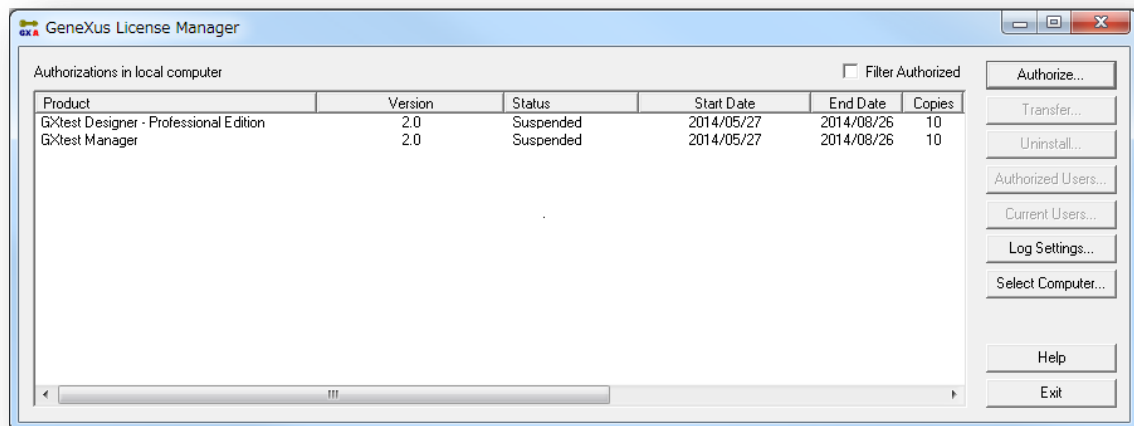 GXA GeneXus License Manager
Authorizations in local computer Filter Authorized
Product Version Status Start Date End Date Copies
GXtest Designer - Professional Edition 2.0 Suspended 2014/05/27 2014/08/26 10
GXtest Manager 2.0 Suspended 2014/05/27 2014/08/26 10
Authorize...
Transfer...
Uninstall...
Authorized Users...
Current Users...
Log Settings...
Select Computer...
Help
Exit